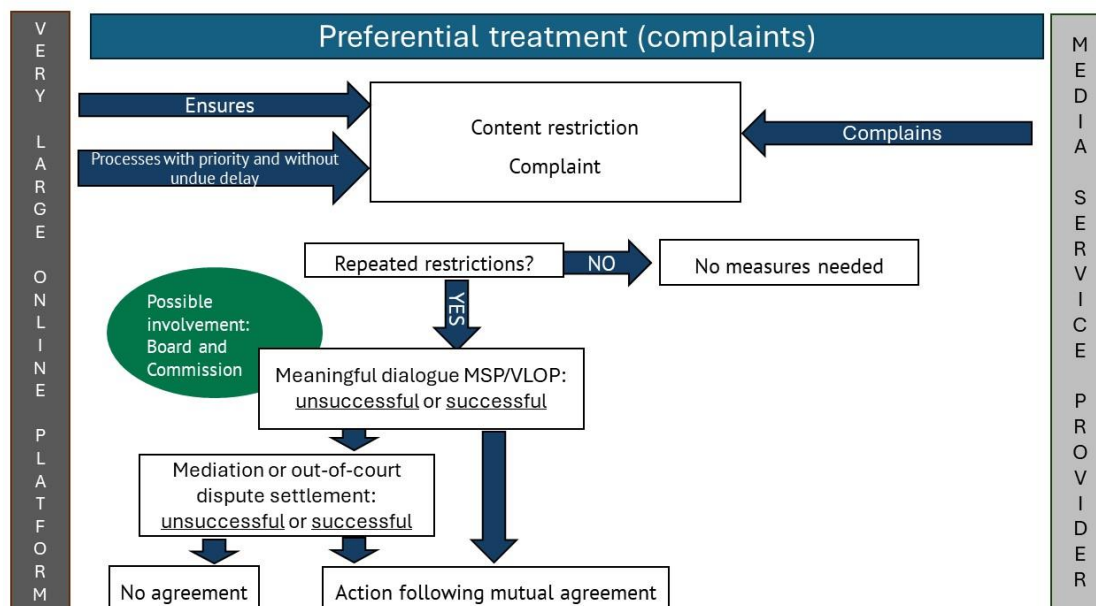 Preferential treatment (complaints)
VERY LARGE ONLINE PLATFORM
MEDIA SERVICE PROVIDER
Ensures
Content restriction
Complaint
Complains
Processes with priority and without
undue delay
Repeated restrictions?
NO
No measures needed
YES
Possible
involvement:
Board and
Commission
Meaningful dialogue MSP/VLOP:
unsuccessful or successful
Mediation or out-of-court
dispute settlement:
unsuccessful or successful
No agreement
Action following mutual agreement